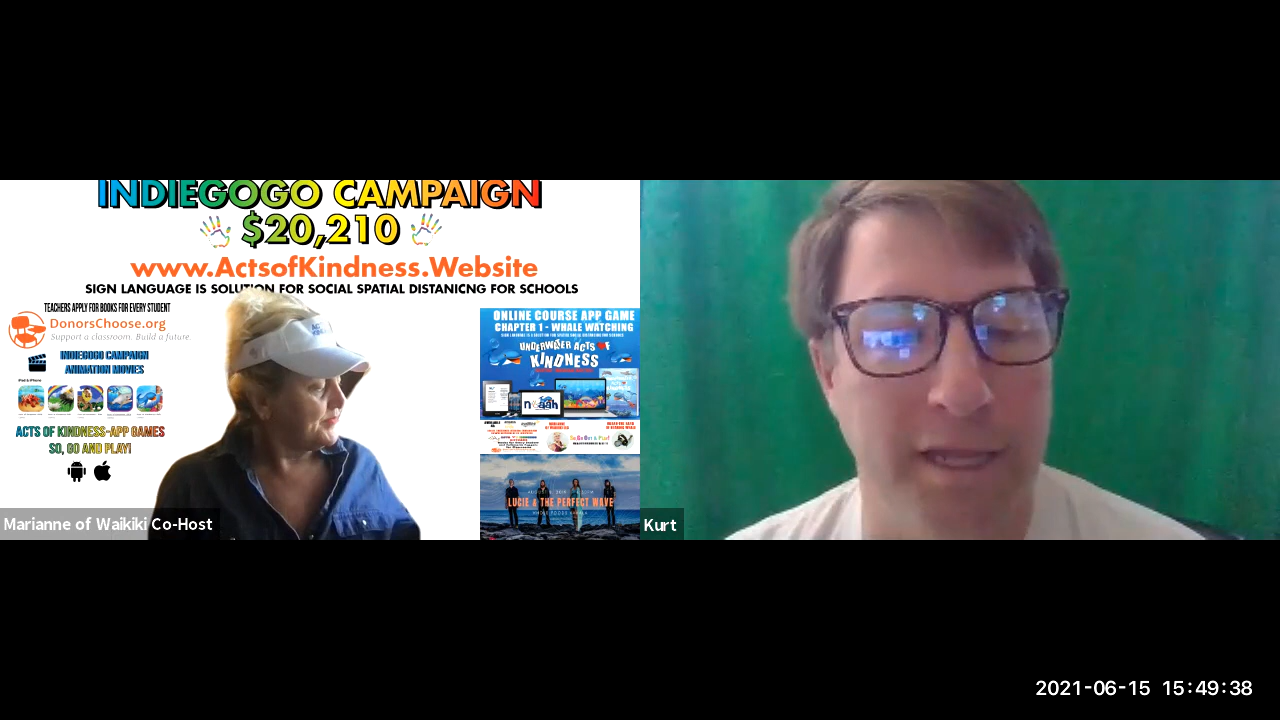 INDIEGOGO CAMPAIGN
$20,210
www.ActsofKindness.Website
SIGN LANGUAGE IS SOLUTION FOR SOCIAL SPATIAL DISTANICNG FOR SCHOOLS
TEACHERS APPLY FOR BOOKS FOR EVERY STUDENT
DonorsChoose.org
Support a classroom. Build a future.
INDIEGOGO CAMPAIGN
ANIMATION MOVIES
ACTS OF KINDNESS-APP GAMES
SO, GO AND PLAY!
Marianne of Waikiki Co-Host
ONLINE COURSE APP GAME
CHAPTER 1 - WHALE WATCHING
UNDERWATER ACTS OF
KINDNESS
LUCIE & THE PERFECT WAVE
Kurt
2021-06-15 15:49:38